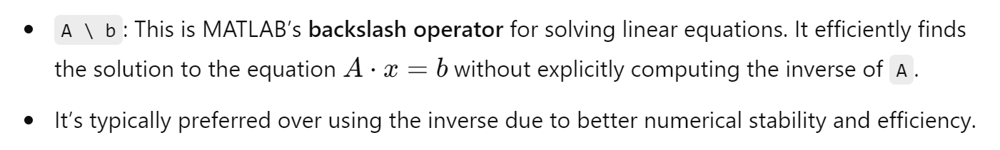 • A \ b: This is MATLAB’s backslash operator for solving linear equations. It efficiently finds
the solution to the equation A · x = b without explicitly computing the inverse of A.
• It’s typically preferred over using the inverse due to better numerical stability and efficiency.